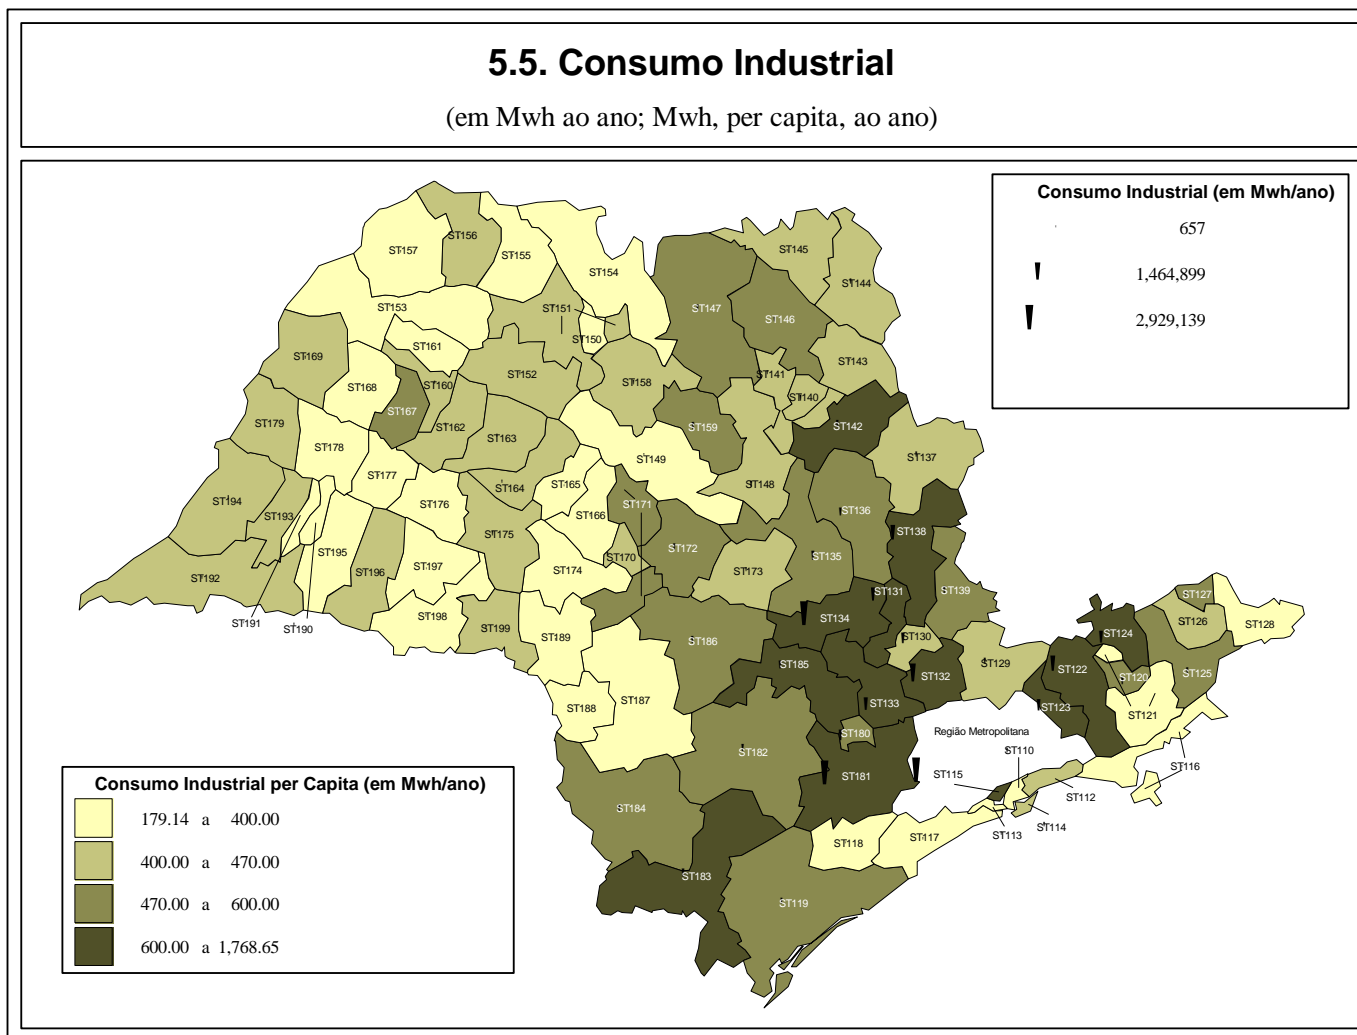 5.5. Consumo Industrial
(em Mwh ao ano; Mwh, per capita, ao ano)
Consumo Industrial (em Mwh/ano)
657
1,464,899
2,929,139
ST156
ST157
ST155
ST154
ST145
ST144
ST153
ST151
ST147
ST146
ST150
ST161
ST169
ST143
ST168
ST152
ST158
ST141
ST160
ST140
ST167
ST179
ST162
ST163
ST159
ST142
ST178
ST149
ST137
ST177
ST164
ST165
ST148
ST194
ST176
ST171
ST193
ST166
ST136
ST175
ST138
ST195
ST172
ST170
ST135
ST196
ST197
ST174
ST173
ST192
ST139
ST131
ST127
ST198
ST134
ST126
ST128
ST191
ST190
ST199
ST189
ST186
ST130
ST124
ST185
ST129
ST122
ST132
ST120
ST125
ST187
ST188
ST133
ST123
ST121
ST180
Região Metropolitana
ST182
ST110
ST181
ST115
ST116
ST112
ST184
ST113
ST114
ST118
ST117
ST183
ST119
Consumo Industrial per Capita (em Mwh/ano)
179.14 a 400.00
400.00 a 470.00
470.00 a 600.00
600.00 a 1,768.65